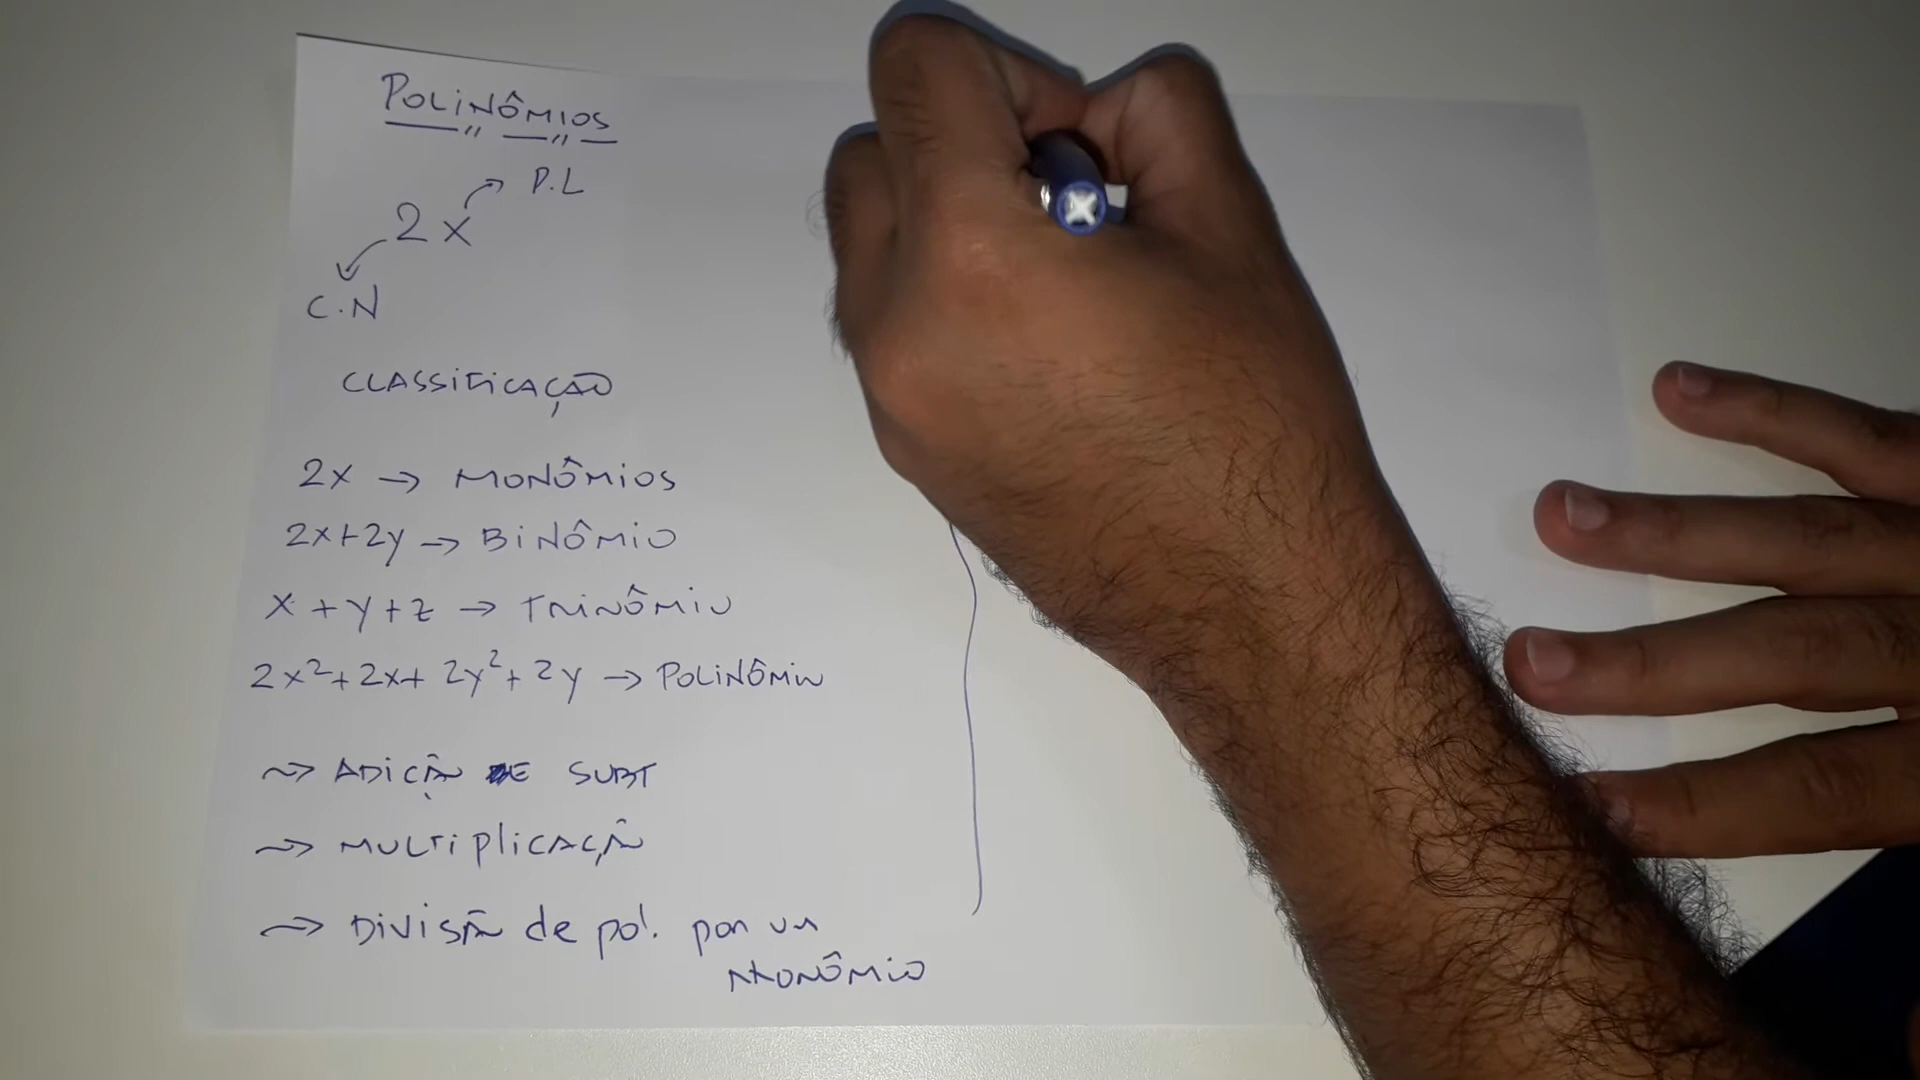 POLINÔMIOS
P.L
2x
C.N
CLASSIFICAÇÃO
2x → MONÔMIOS
2x+2y → BINÔMIO
x + y + z → TRINÔMIO
2x²+2x+2y²+2y → POLINÔMIO
~> ADIÇÃO E SUBT
~> MULTIPLICAÇÃO
~> DIVISÃO de pol. por um
MONÔMIO